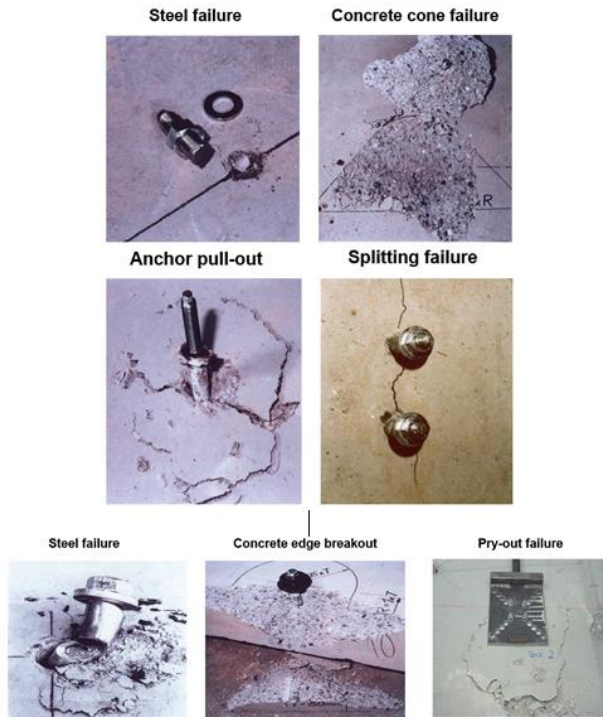 Steel failure
Concrete cone failure
R
Anchor pull-out
Splitting failure
Steel failure
Concrete edge breakout
Pry-out failure